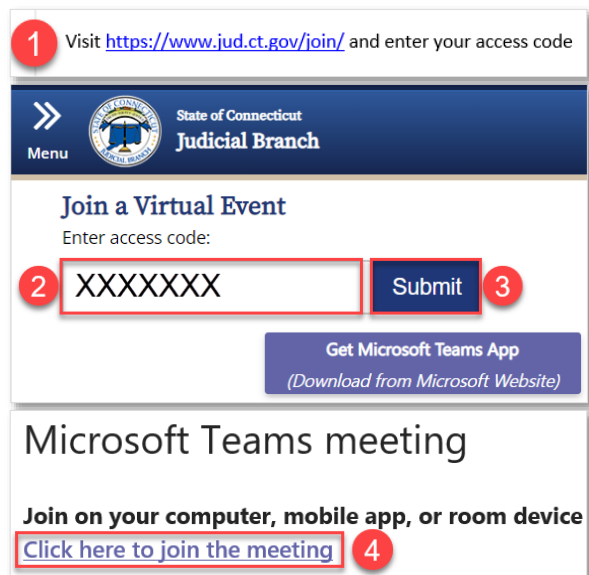 1 Visit https://www.jud.ct.gov/join/ and enter your access code
Menu
State of Connecticut
Judicial Branch
Join a Virtual Event
Enter access code:
2 XXXXXXX Submit 3
Get Microsoft Teams App
(Download from Microsoft Website)
Microsoft Teams meeting
Join on your computer, mobile app, or room device
Click here to join the meeting 4